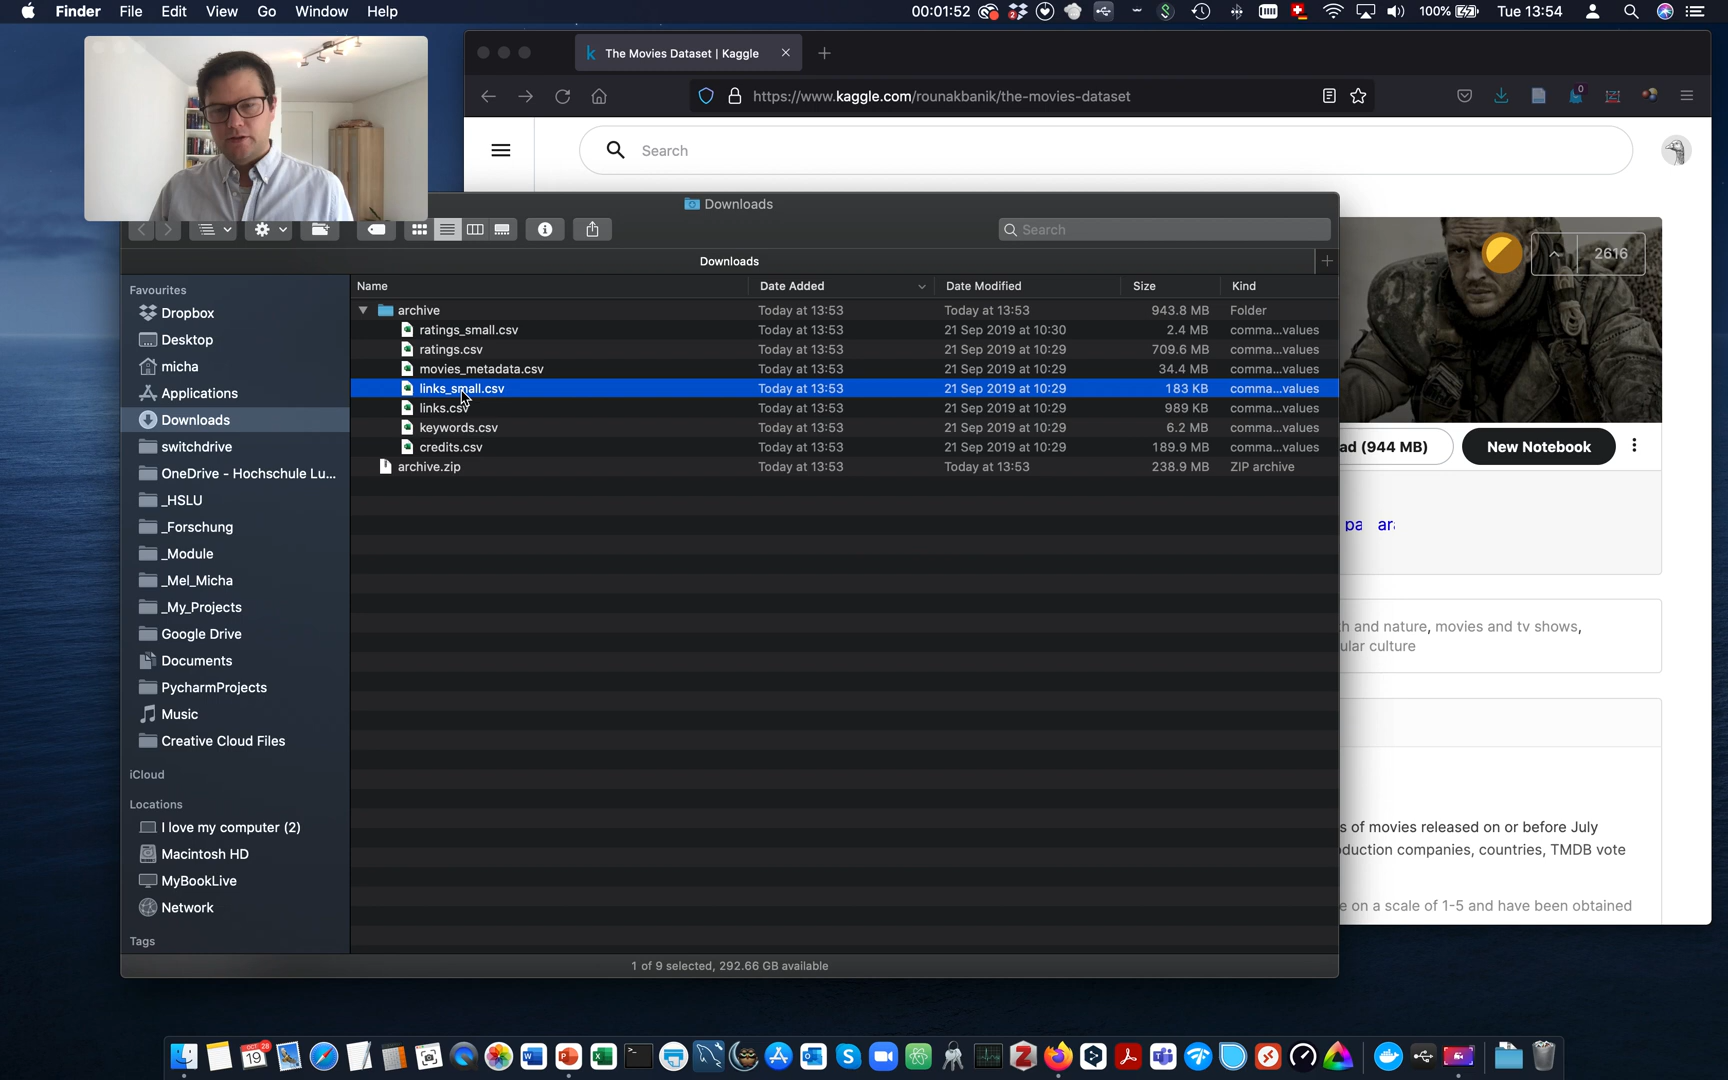 Finder File Edit View Go Window Help
00:01:52 2 100% Tue 13:54
The Movies Dataset | Kaggle
https://www.kaggle.com/rounakbanik/the-movies-dataset
0
Search
Downloads
Search
Downloads
2616
Favourites
Dropbox
Desktop
micha
Applications
Downloads
switchdrive
OneDrive - Hochschule Lu...
_HSLU
_Forschung
_Module
_Mel_Micha
_My_Projects
Google Drive
Documents
PycharmProjects
Music
Creative Cloud Files
iCloud
Locations
I love my computer (2)
Macintosh HD
MyBookLive
Network
Tags
Name Date Added Date Modified Size Kind
archive Today at 13:53 Today at 13:53 943.8 MB Folder
ratings_small.csv Today at 13:53 21 Sep 2019 at 10:30 2.4 MB comma...values
ratings.csv Today at 13:53 21 Sep 2019 at 10:29 709.6 MB comma...values
movies_metadata.csv Today at 13:53 21 Sep 2019 at 10:29 34.4 MB comma...values
links_small.csv Today at 13:53 21 Sep 2019 at 10:29 183 KB comma...values
links.csv Today at 13:53 21 Sep 2019 at 10:29 989 KB comma...values
keywords.csv Today at 13:53 21 Sep 2019 at 10:29 6.2 MB comma...values
credits.csv Today at 13:53 21 Sep 2019 at 10:29 189.9 MB comma...values
archive.zip Today at 13:53 Today at 13:53 238.9 MB ZIP archive
ad (944 MB) New Notebook
and nature, movies and tv shows,
ular culture
s of movies released on or before July
duction companies, countries, TMDB vote
e on a scale of 1-5 and have been obtained
1 of 9 selected, 292.66 GB available
OCT. 19